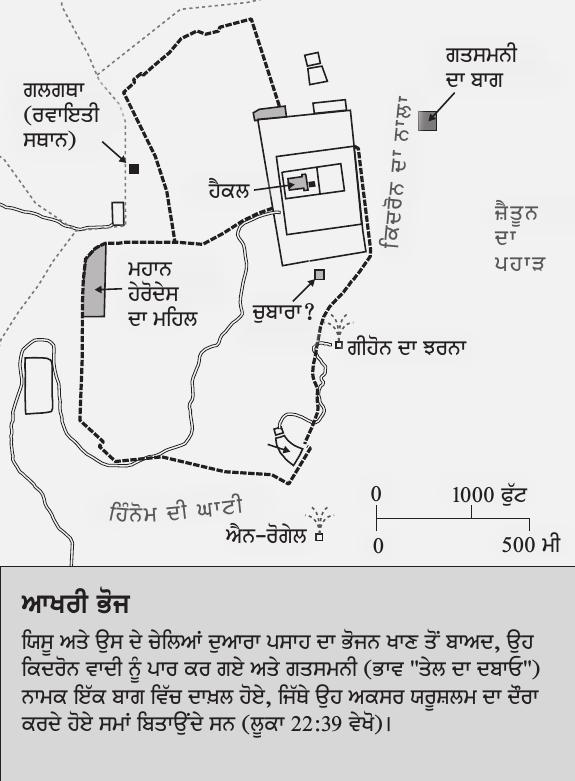 ਗਤਸਮਨੀ
ਦਾ ਬਾਗ
ਗਲਗਥਾ
(ਰਵਾਇਤੀ
ਸਥਾਨ)
ਕਿਦਰੋਨ ਦਾ ਨਾਲਾ
ਹੈਕਲ
ਜ਼ੈਤੂਨ
ਦਾ
ਪਹਾੜ
ਮਹਾਨ
ਹੇਰੋਦੇਸ
ਦਾ ਮਹਿਲ
ਚੁਬਾਰਾ?
ਗੀਹੋਨ ਦਾ ਝਰਨਾ
ਹਿੰਨੋਮ ਦੀ ਘਾਟੀ
ਐਨ-ਰੋਗੇਲ
0 1000 ਫੁੱਟ
0 500 ਮੀ
ਆਖਰੀ ਭੋਜ
ਯਿਸੂ ਅਤੇ ਉਸ ਦੇ ਚੇਲਿਆਂ ਦੁਆਰਾ ਪਸਾਹ ਦਾ ਭੋਜਨ ਖਾਣ ਤੋਂ ਬਾਅਦ, ਉਹ
ਕਿਦਰੋਨ ਵਾਦੀ ਨੂੰ ਪਾਰ ਕਰ ਗਏ ਅਤੇ ਗਤਸਮਨੀ (ਭਾਵ "ਤੇਲ ਦਾ ਦਬਾਓ")
ਨਾਮਕ ਇੱਕ ਬਾਗ ਵਿੱਚ ਦਾਖ਼ਲ ਹੋਏ, ਜਿੱਥੇ ਉਹ ਅਕਸਰ ਯਰੂਸ਼ਲਮ ਦਾ ਦੌਰਾ
ਕਰਦੇ ਹੋਏ ਸਮਾਂ ਬਿਤਾਉਂਦੇ ਸਨ (ਲੂਕਾ 22:39 ਵੇਖੋ)।